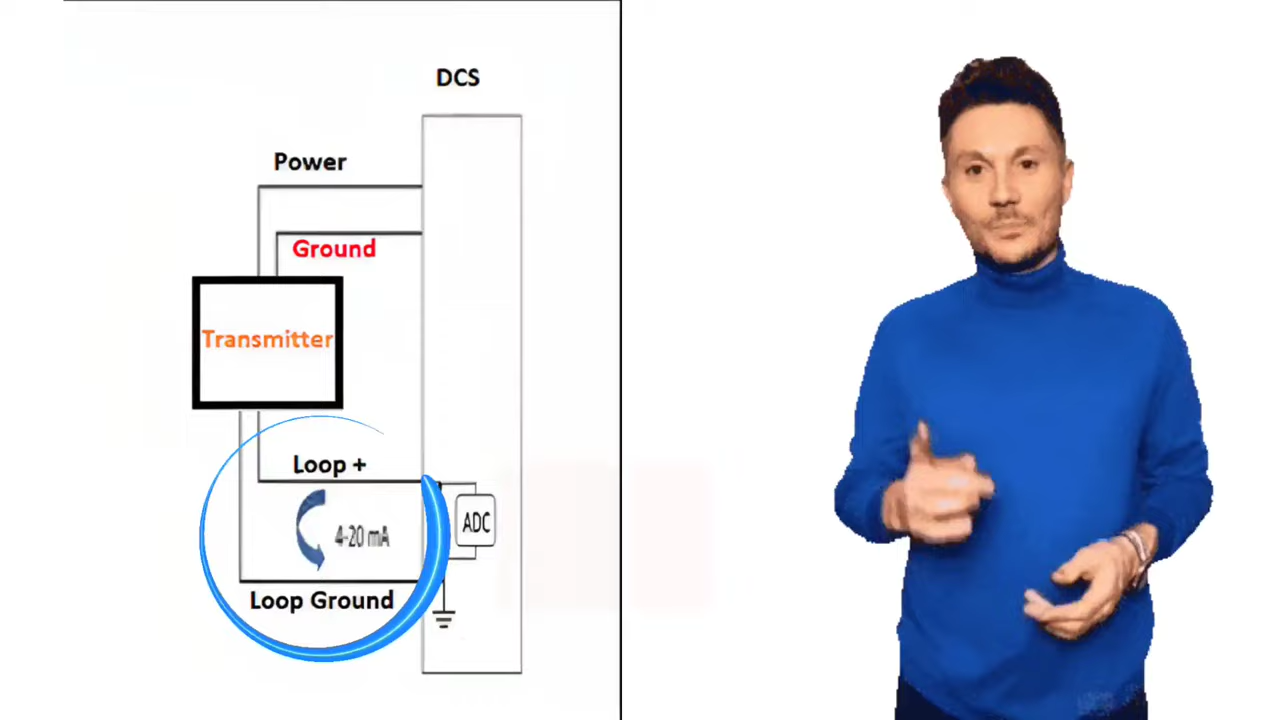 DCS
Power
Ground
Transmitter
Loop +
4-20 mA
ADC
Loop Ground